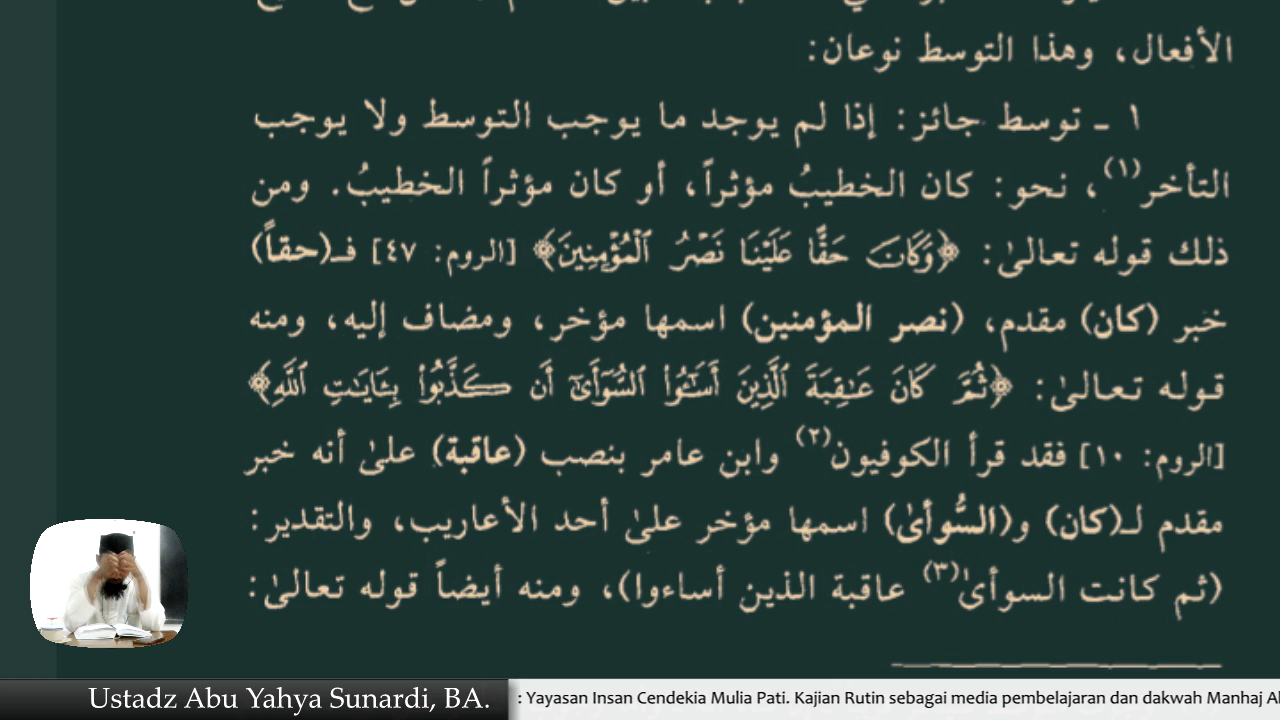 الأفعال، وهذا التوسط نوعان:
١ ـ توسط جائز: إذا لم يوجد ما يوجب التوسط ولا يوجب
التأخر(١)، نحو: كان الخطيبُ مؤثراً، أو كان مؤثراً الخطيبُ. ومن
ذلك قوله تعالىٰ: ﴿وَكَانَ حَقًّا عَلَيْنَا نَصْرُ ٱلْمُؤْمِنِينَ﴾ [الروم: ٤٧] فـ(حقاً)
خبر (كان) مقدم، (نصر المؤمنين) اسمها مؤخر، ومضاف إليه، ومنه
قوله تعالىٰ: ﴿ثُمَّ كَانَ عَٰقِبَةَ ٱلَّذِينَ أَسَٰٓـُٔوا۟ ٱلسُّوٓأَىٰٓ أَن كَذَّبُوا۟ بِـَٔايَٰتِ ٱللَّهِ﴾
[الروم: ١٠] فقد قرأ الكوفيون(٢) وابن عامر بنصب (عاقبة) علىٰ أنه خبر
مقدم لـ(كان) و(السُّوأىٰ) اسمها مؤخر علىٰ أحد الأعاريب، والتقدير:
(ثم كانت السوأىٰ(٣) عاقبة الذين أساءوا)، ومنه أيضاً قوله تعالىٰ:
Ustadz Abu Yahya Sunardi, BA.
: Yayasan Insan Cendekia Mulia Pati. Kajian Rutin sebagai media pembelajaran dan dakwah Manhaj